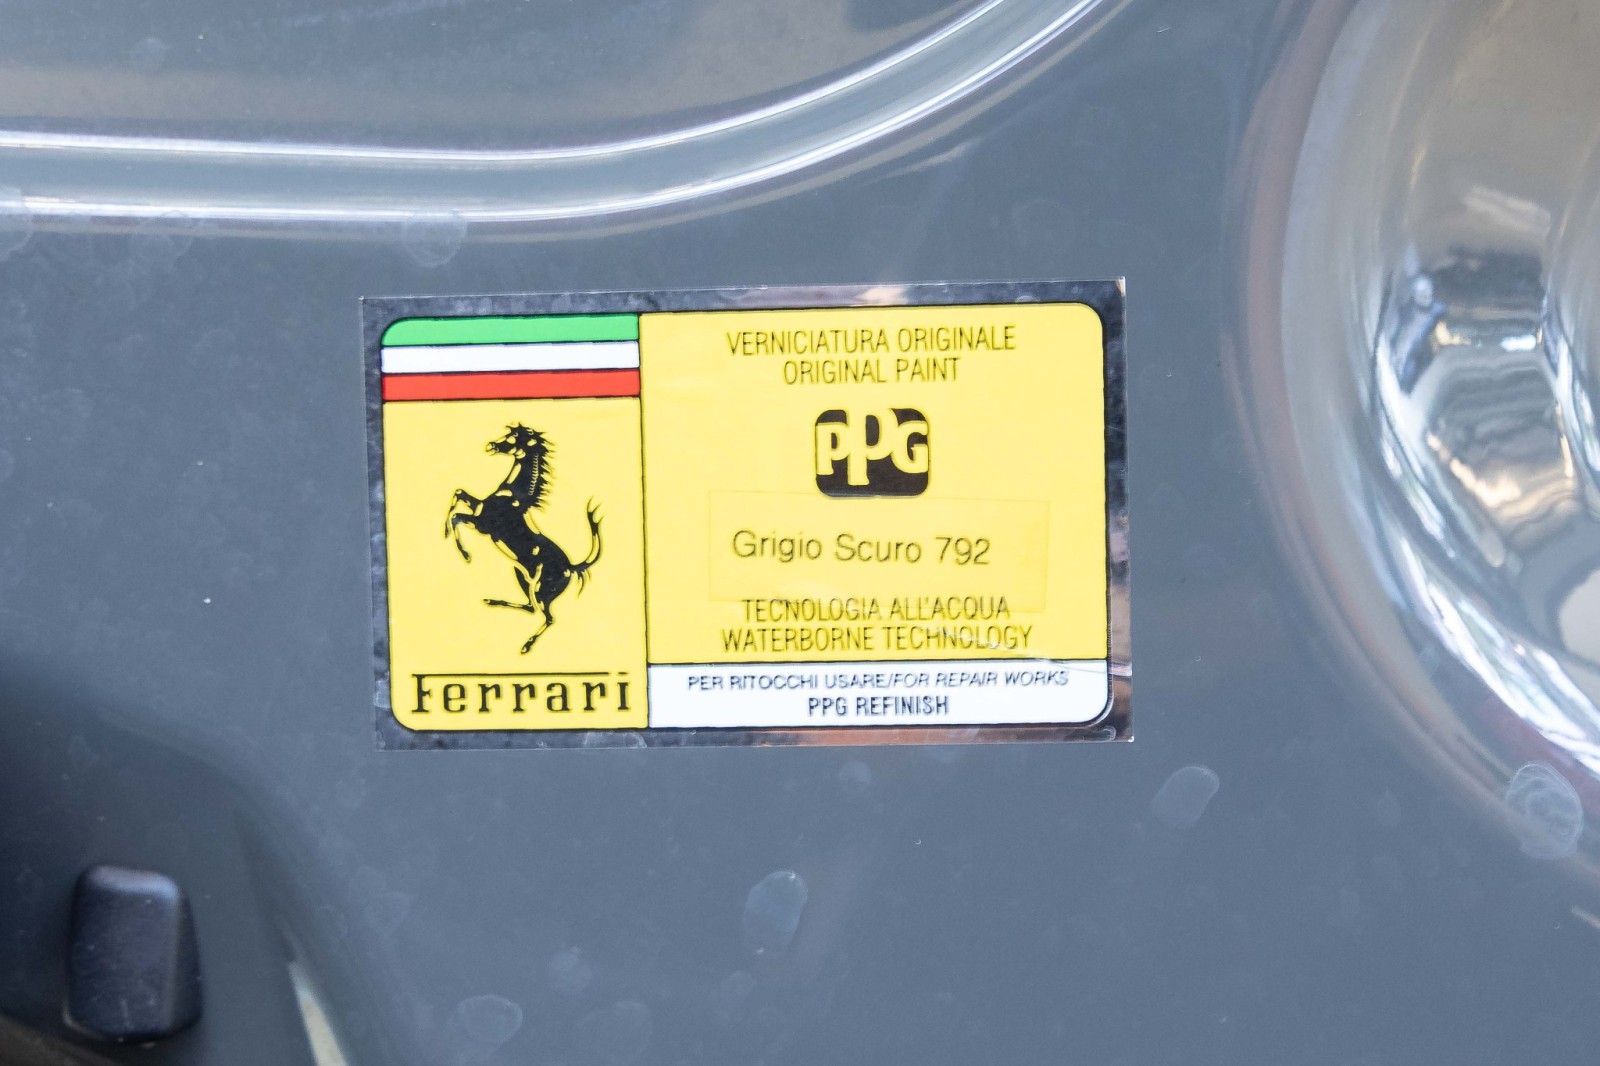 VERNICIATURA ORIGINALE
ORIGINAL PAINT
PPG
Grigio Scuro 792
TECNOLOGIA ALL'ACQUA
WATERBORNE TECHNOLOGY
Ferrari
PER RITOCCHI USARE/FOR REPAIR WORKS
PPG REFINISH